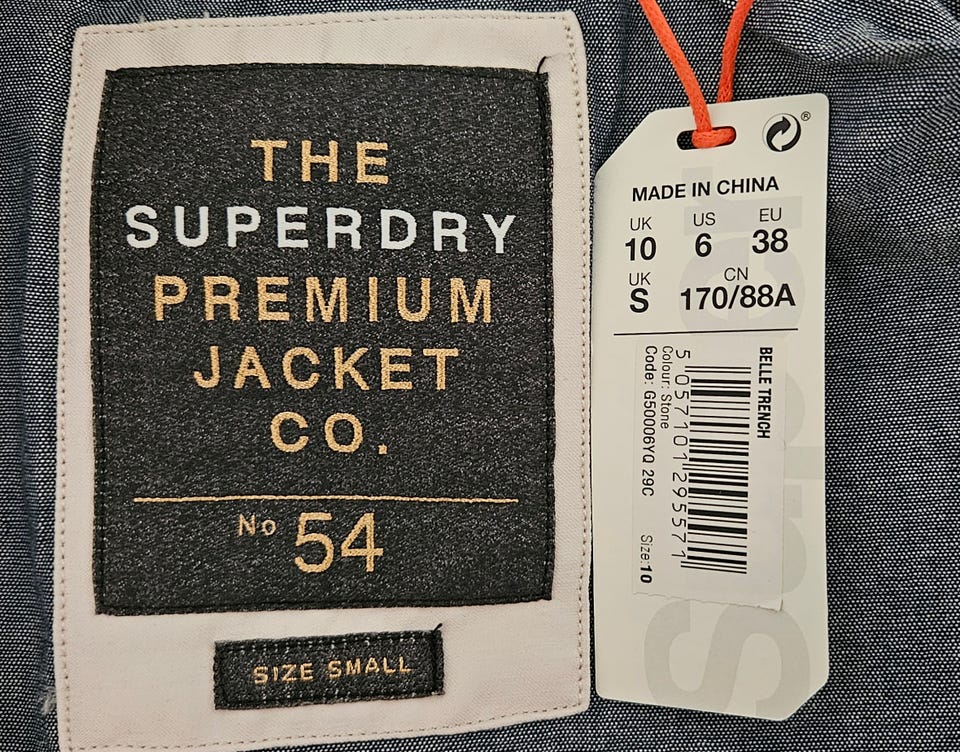 THE
SUPERDRY
PREMIUM
JACKET
CO.
No 54
SIZE SMALL
®
MADE IN CHINA
UK US EU
10 6 38
UK CN
S 170/88A
BELLE TRENCH
5 057101 295571
Colour: Stone
Code: G50006YQ 29C Size:10